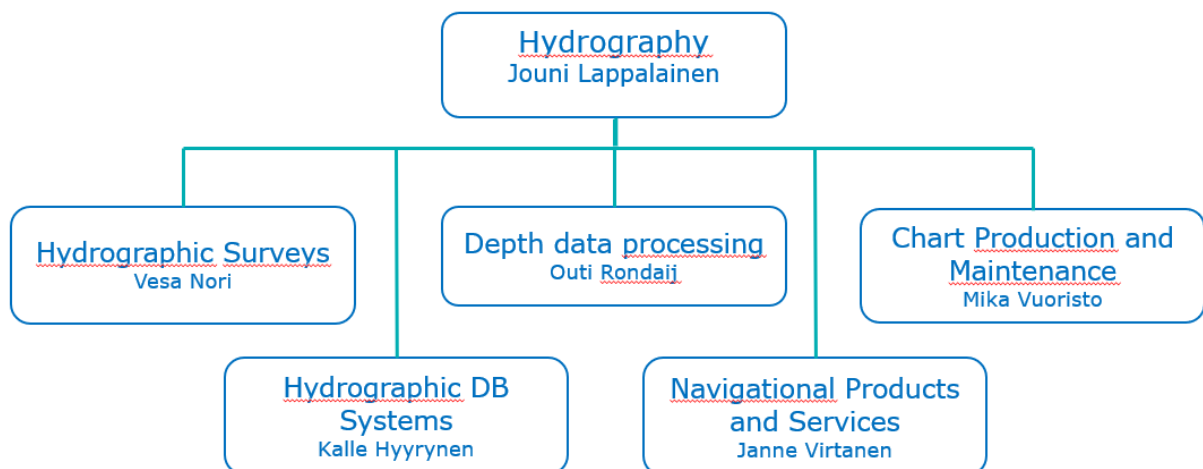 Hydrography
Jouni Lappalainen
Hydrographic Surveys
Vesa Nori
Depth data processing
Outi Rondaij
Chart Production and
Maintenance
Mika Vuoristo
Hydrographic DB
Systems
Kalle Hyyrynen
Navigational Products
and Services
Janne Virtanen